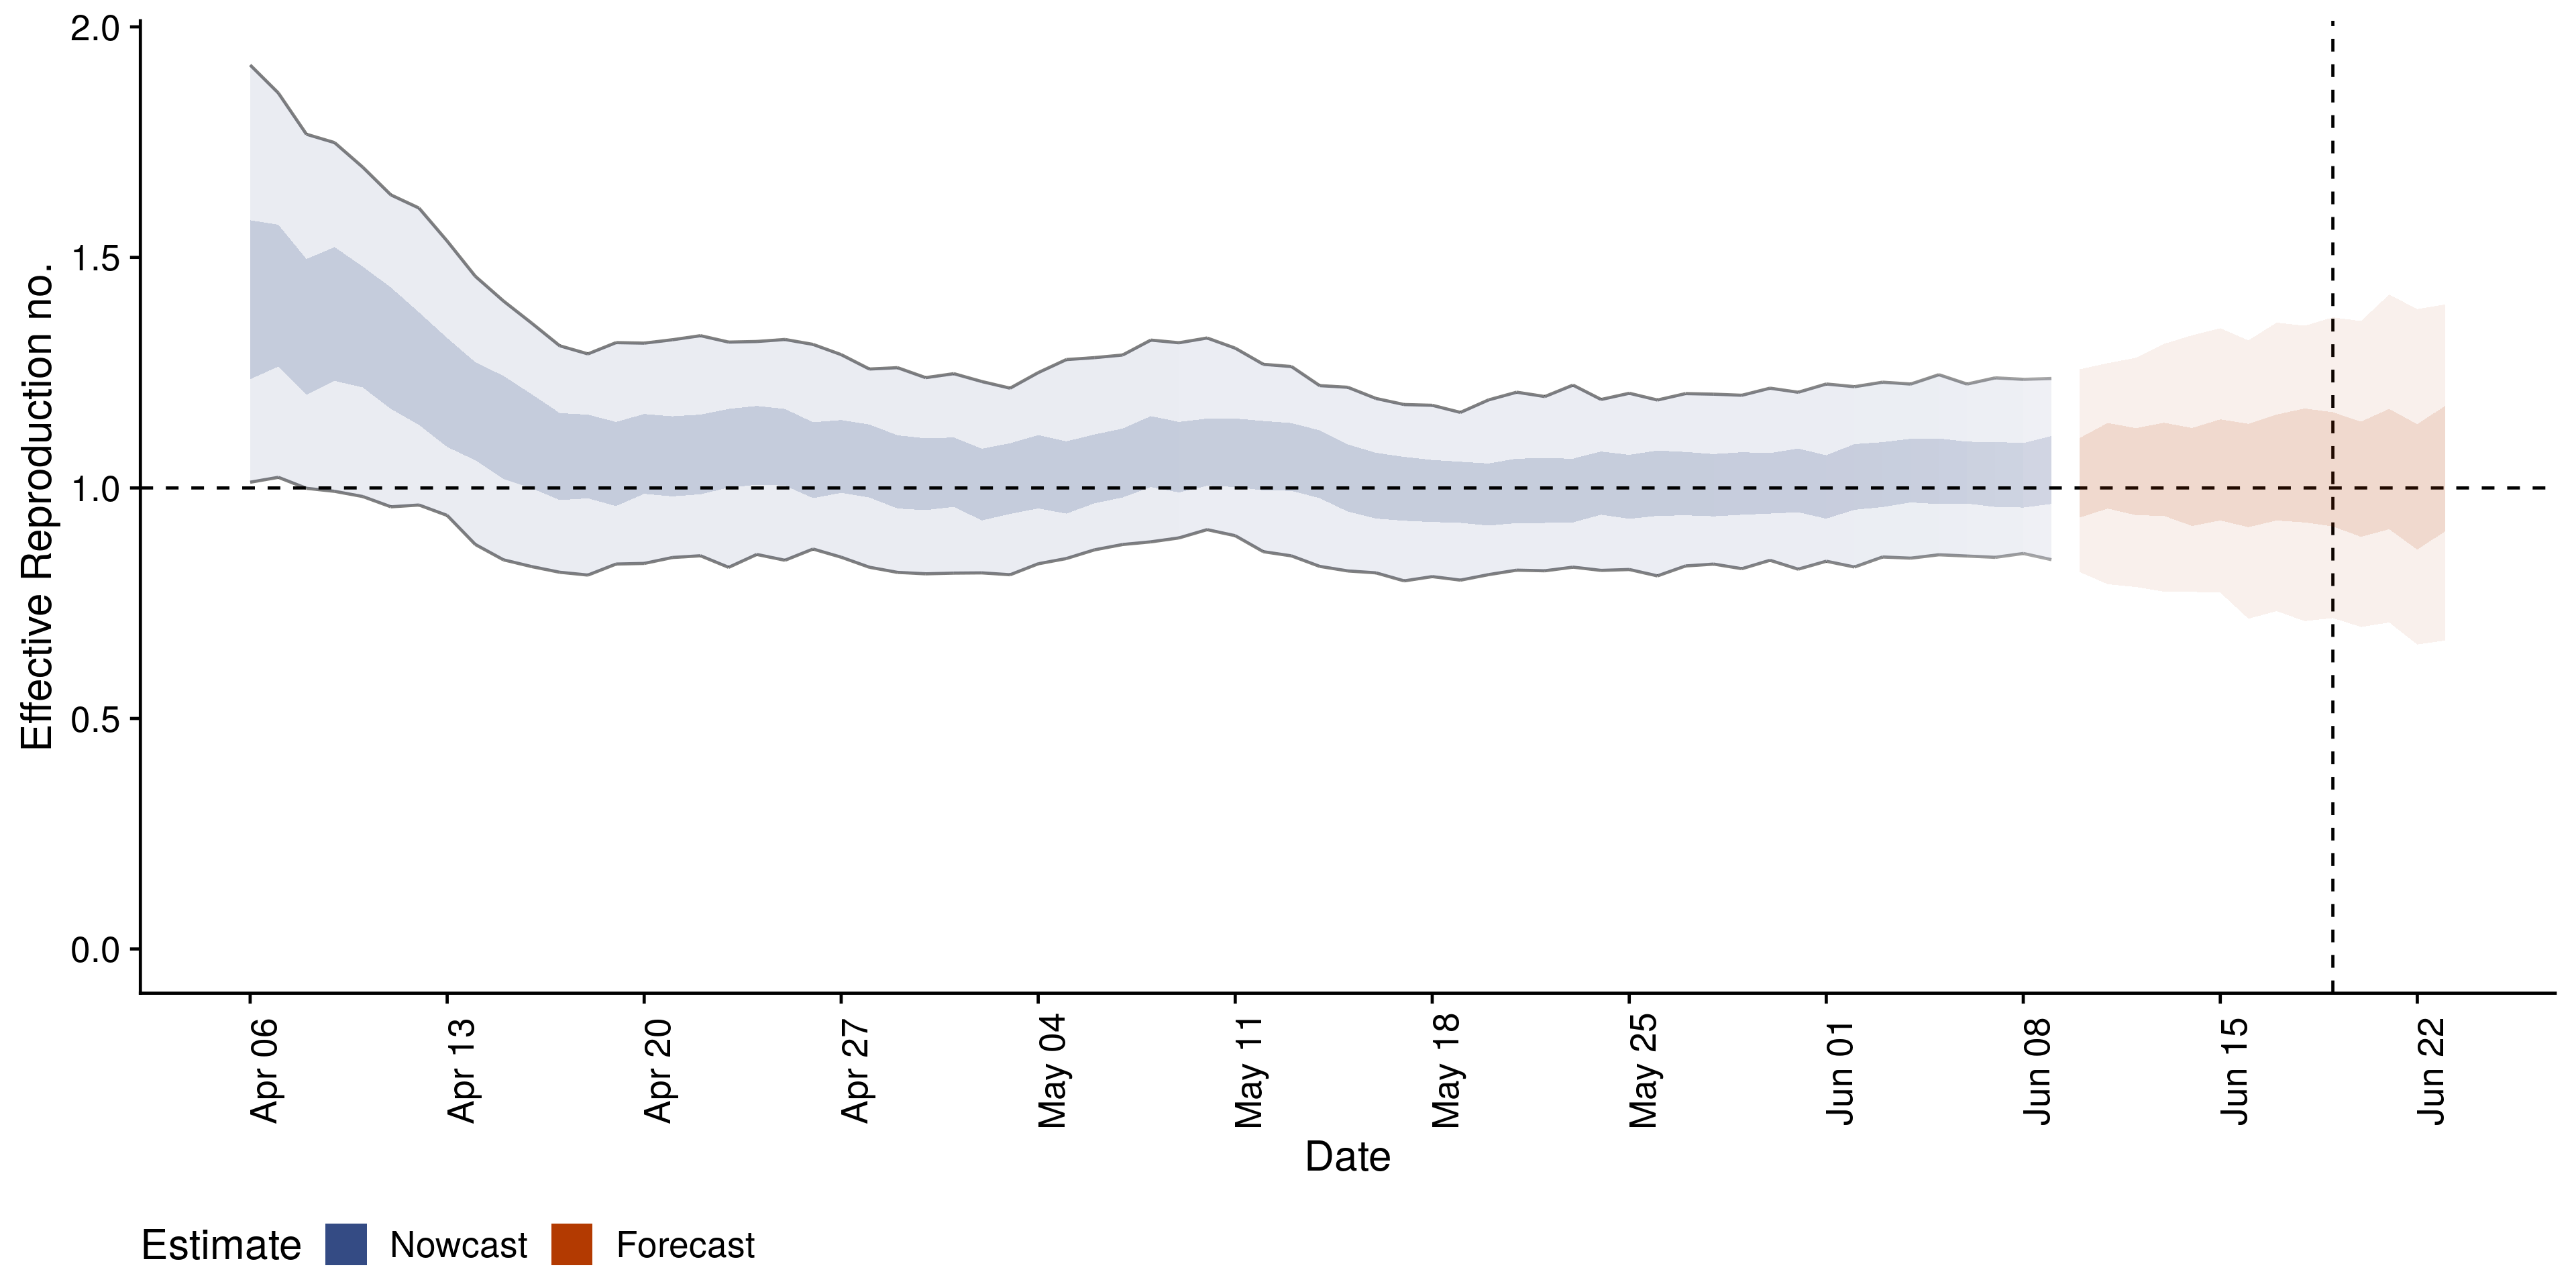 Effective Reproduction no.
2.0
1.5
1.0
0.5
0.0
Apr 06
Apr 13
Apr 20
Apr 27
May 04
May 11
May 18
May 25
Jun 01
Jun 08
Jun 15
Jun 22
Date
Estimate Nowcast Forecast